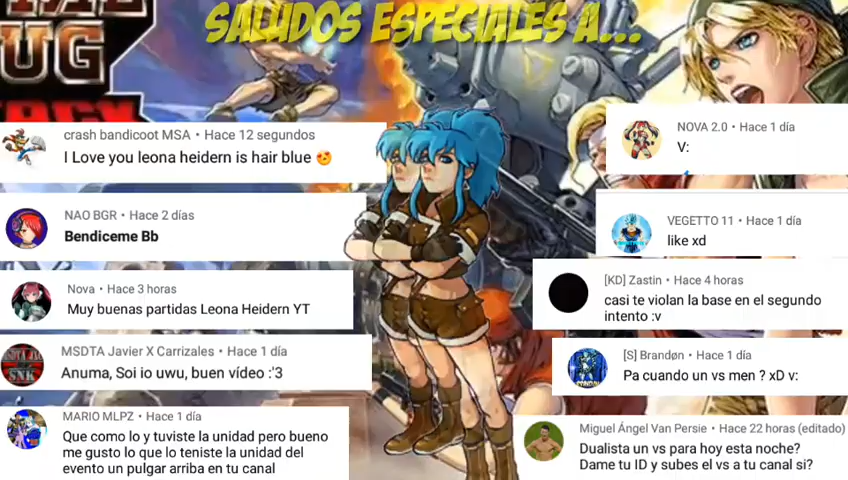 SALUDOS ESPECIALES A...
UG
crash bandicoot MSA • Hace 12 segundos
I Love you leona heidern is hair blue 😍
NAO BGR • Hace 2 días
Bendiceme Bb
Nova • Hace 3 horas
Muy buenas partidas Leona Heidern YT
MSDTA Javier X Carrizales • Hace 1 día
Anuma, Soi io uwu, buen vídeo :'3
SNK
MARIO MLPZ • Hace 1 día
Que como lo y tuviste la unidad pero bueno
me gusto lo que lo teniste la unidad del
evento un pulgar arriba en tu canal
NOVA 2.0 • Hace 1 día
V:
VEGETTO 11 • Hace 1 día
like xd
[KD] Zastin • Hace 4 horas
casi te violan la base en el segundo
intento :v
[S] Brandøn • Hace 1 día
Pa cuando un vs men ? xD v:
Miguel Ángel Van Persie • Hace 22 horas (editado)
Dualista un vs para hoy esta noche?
Dame tu ID y subes el vs a tu canal si?